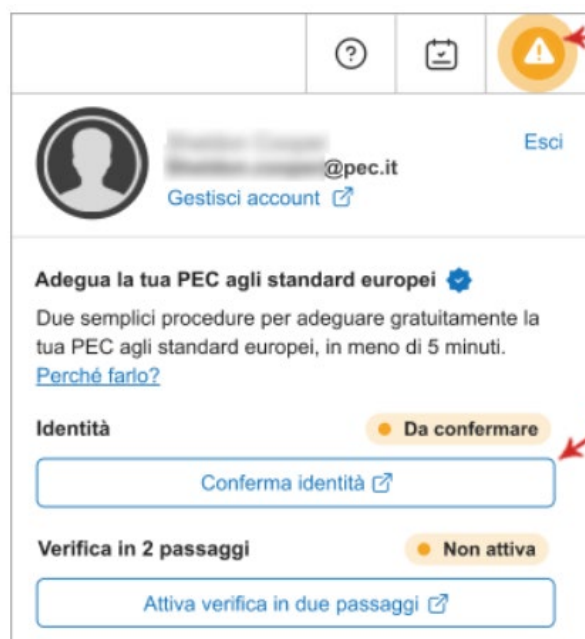 Esci
@pec.it
Gestisci account
Adegua la tua PEC agli standard europei
Due semplici procedure per adeguare gratuitamente la
tua PEC agli standard europei, in meno di 5 minuti.
Perché farlo?
Identità
Da confermare
Conferma identità
Verifica in 2 passaggi
Non attiva
Attiva verifica in due passaggi